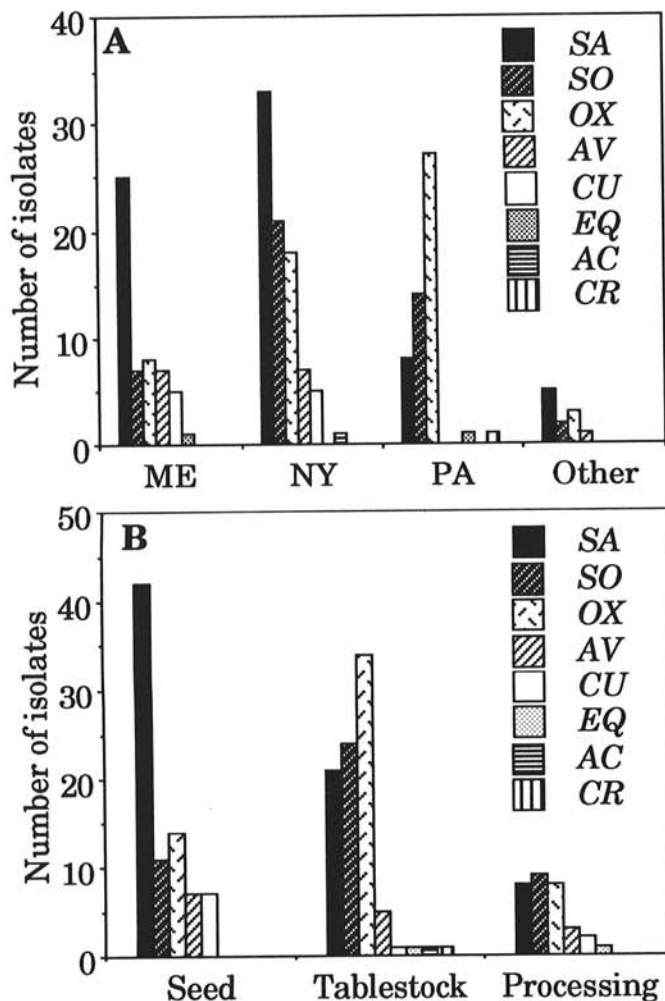 A
40
30
20
10
0
Number of isolates
SA
SO
OX
AV
CU
EQ
AC
CR
ME NY PA Other
B
50
40
30
20
10
0
Number of isolates
SA
SO
OX
AV
CU
EQ
AC
CR
Seed Tablestock Processing